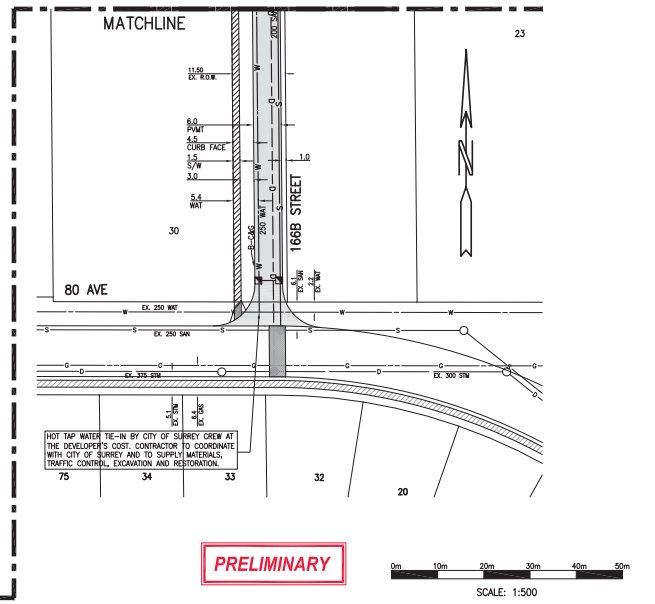 MATCHLINE
23
200 SAN
11.50
EX. R.O.W.
6.0
PVMT
4.5
CURB FACE
1.5
S/W
3.0
5.4
WAT
1.0
166B STREET
250 WAT
B-C&G
6.1
EX. SAN
2.2
EX. WAT
N
30
80 AVE
EX. 250 WAT
W
W
W
W
S
S
S
S
S
EX. 250 SAN
G
G
G
G
G
G
D
D
D
EX. 375 STM
EX. 300 STM
5.1
EX. STM
6.4
EX. GAS
HOT TAP WATER TIE-IN BY CITY OF SURREY CREW AT
THE DEVELOPER'S COST. CONTRACTOR TO COORDINATE
WITH CITY OF SURREY AND TO SUPPLY MATERIALS,
TRAFFIC CONTROL, EXCAVATION AND RESTORATION.
75
34
33
32
20
PRELIMINARY
0m 10m 20m 30m 40m 50m
SCALE: 1:500